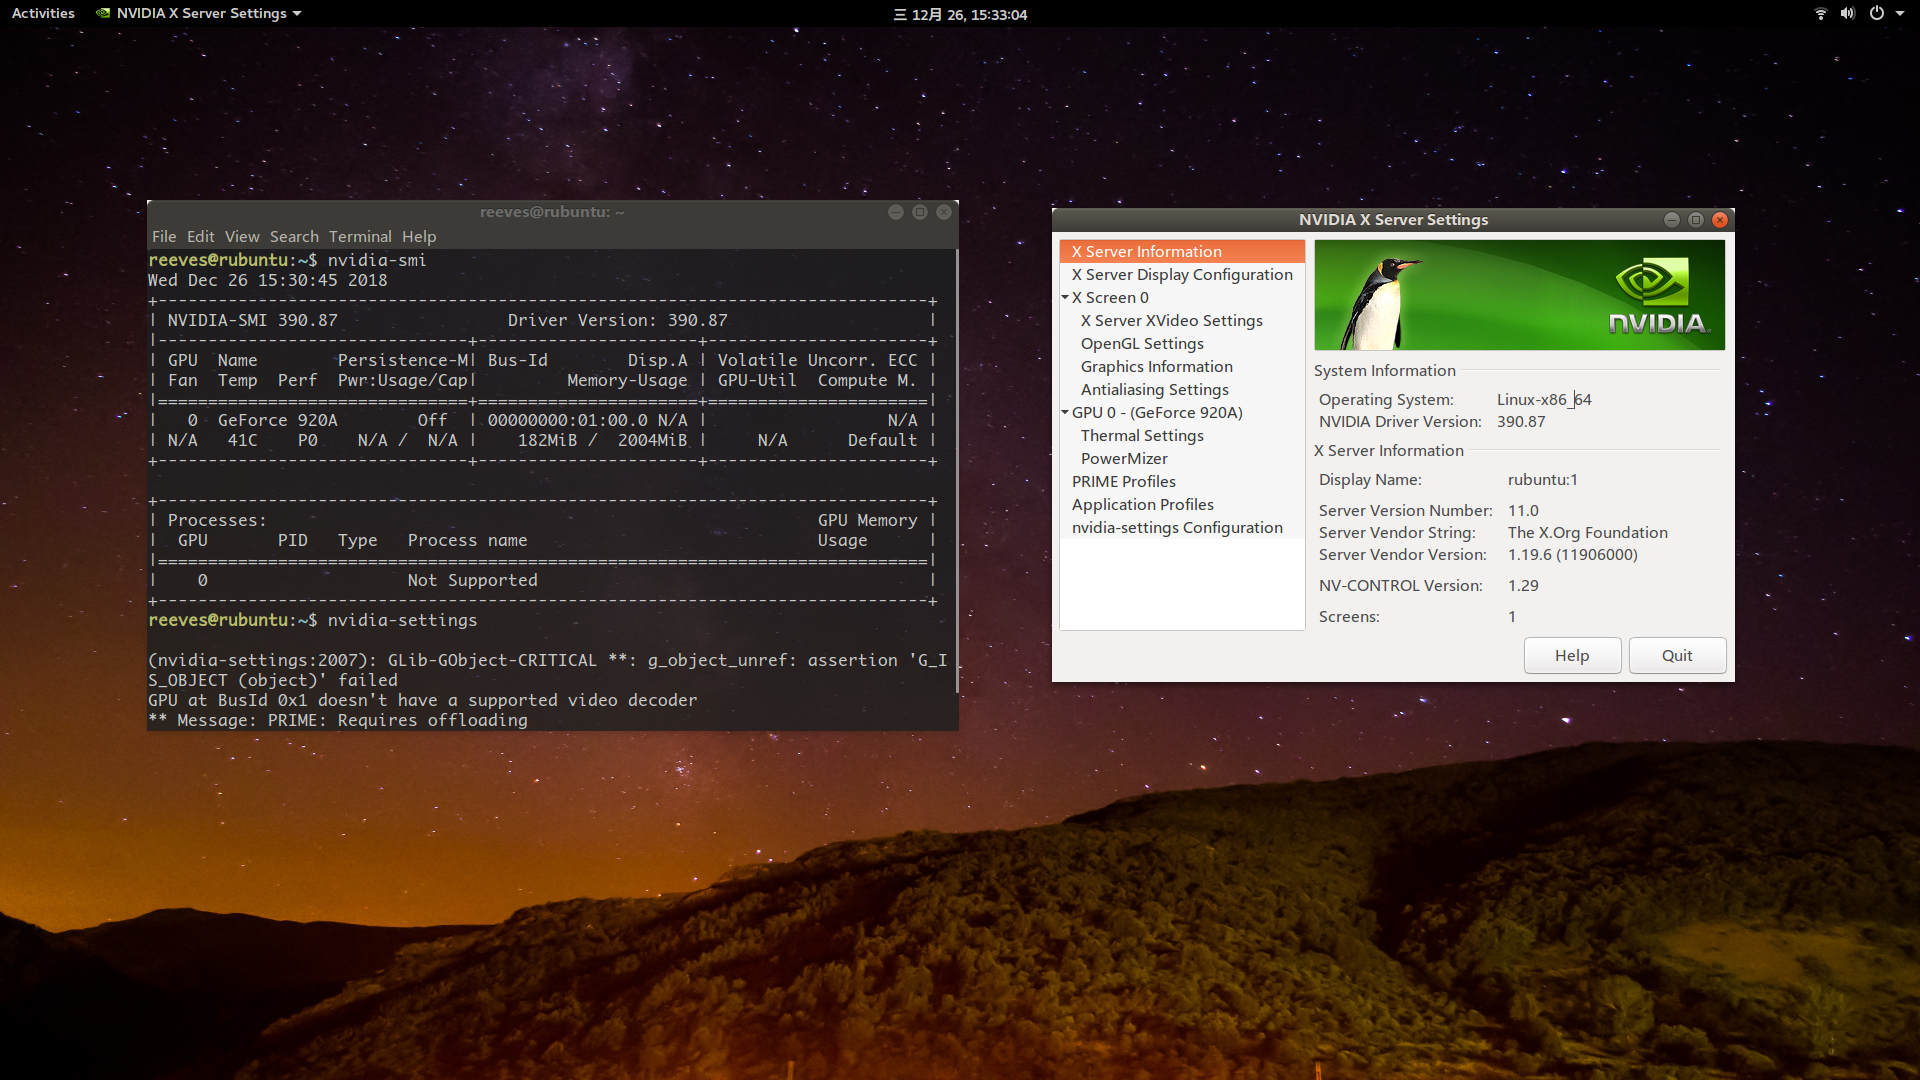 Activities NVIDIA X Server Settings 三 12月 26, 15:33:04
reeves@rubuntu: ~
File Edit View Search Terminal Help
reeves@rubuntu:~$ nvidia-smi
Wed Dec 26 15:30:45 2018
+-----------------------------------------------------------------------------+
| NVIDIA-SMI 390.87                 Driver Version: 390.87                    |
|-------------------------------+----------------------+----------------------+
| GPU  Name        Persistence-M| Bus-Id        Disp.A | Volatile Uncorr. ECC |
| Fan  Temp  Perf  Pwr:Usage/Cap|         Memory-Usage | GPU-Util  Compute M. |
|===============================+======================+======================|
|   0  GeForce 920A        Off  | 00000000:01:00.0 N/A |                  N/A |
| N/A   41C    P0    N/A /  N/A |    182MiB /  2004MiB |     N/A      Default |
+-------------------------------+----------------------+----------------------+
+-----------------------------------------------------------------------------+
| Processes:                                                       GPU Memory |
|  GPU       PID   Type   Process name                             Usage      |
|=============================================================================|
|    0                    Not Supported                                       |
+-----------------------------------------------------------------------------+
reeves@rubuntu:~$ nvidia-settings
(nvidia-settings:2007): GLib-GObject-CRITICAL **: g_object_unref: assertion 'G_I
S_OBJECT (object)' failed
GPU at BusId 0x1 doesn't have a supported video decoder
** Message: PRIME: Requires offloading
NVIDIA X Server Settings
X Server Information
X Server Display Configuration
X Screen 0
X Server XVideo Settings
OpenGL Settings
Graphics Information
Antialiasing Settings
GPU 0 - (GeForce 920A)
Thermal Settings
PowerMizer
PRIME Profiles
Application Profiles
nvidia-settings Configuration
NVIDIA.
System Information
Operating System: Linux-x86_64
NVIDIA Driver Version: 390.87
X Server Information
Display Name: rubuntu:1
Server Version Number: 11.0
Server Vendor String: The X.Org Foundation
Server Vendor Version: 1.19.6 (11906000)
NV-CONTROL Version: 1.29
Screens: 1
Help Quit